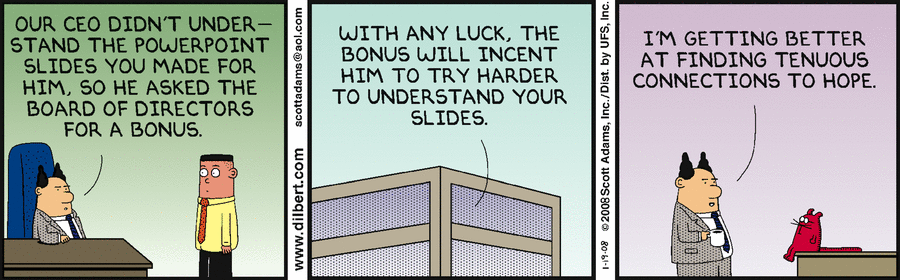 OUR CEO DIDN'T UNDER-
STAND THE POWERPOINT
SLIDES YOU MADE FOR
HIM, SO HE ASKED THE
BOARD OF DIRECTORS
FOR A BONUS.
www.dilbert.com
scottadams@aol.com
WITH ANY LUCK, THE
BONUS WILL INCENT
HIM TO TRY HARDER
TO UNDERSTAND YOUR
SLIDES.
1-19-08 © 2008 Scott Adams, Inc./Dist. by UFS, Inc.
I'M GETTING BETTER
AT FINDING TENUOUS
CONNECTIONS TO HOPE.